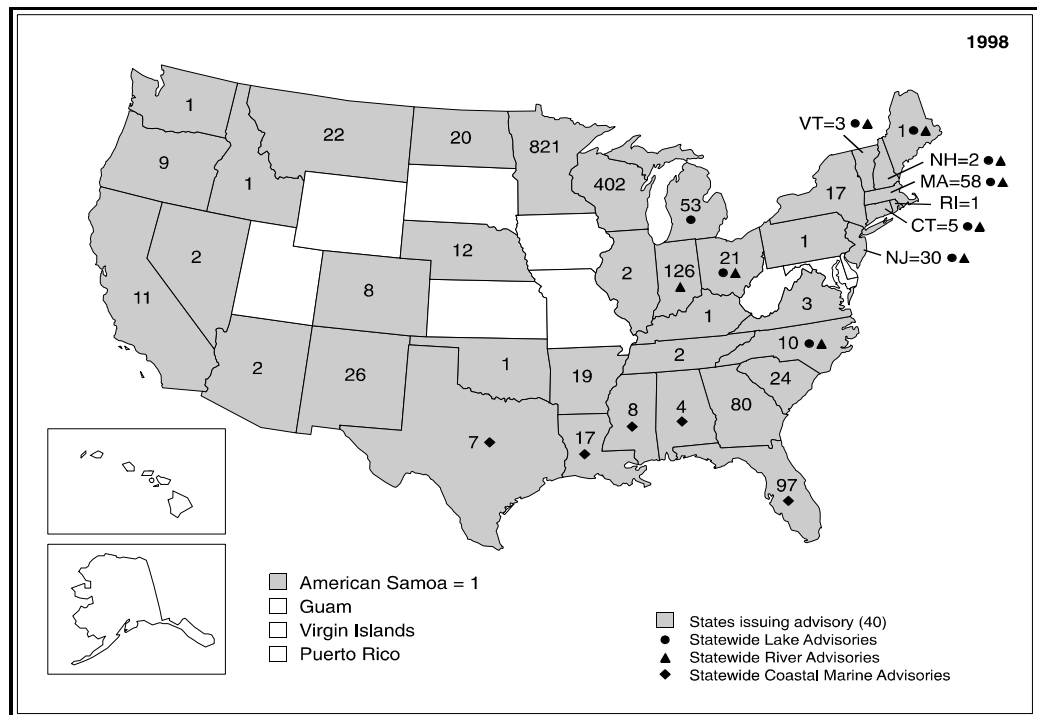 1998
1
22
20
821
VT=3
1
9
1
402
NH=2
MA=58
17
RI=1
53
CT=5
2
12
2
126
21
1
NJ=30
11
8
1
3
2
26
1
19
2
10
24
7
17
8
4
80
97
American Samoa = 1
Guam
Virgin Islands
Puerto Rico
States issuing advisory (40)
Statewide Lake Advisories
Statewide River Advisories
Statewide Coastal Marine Advisories